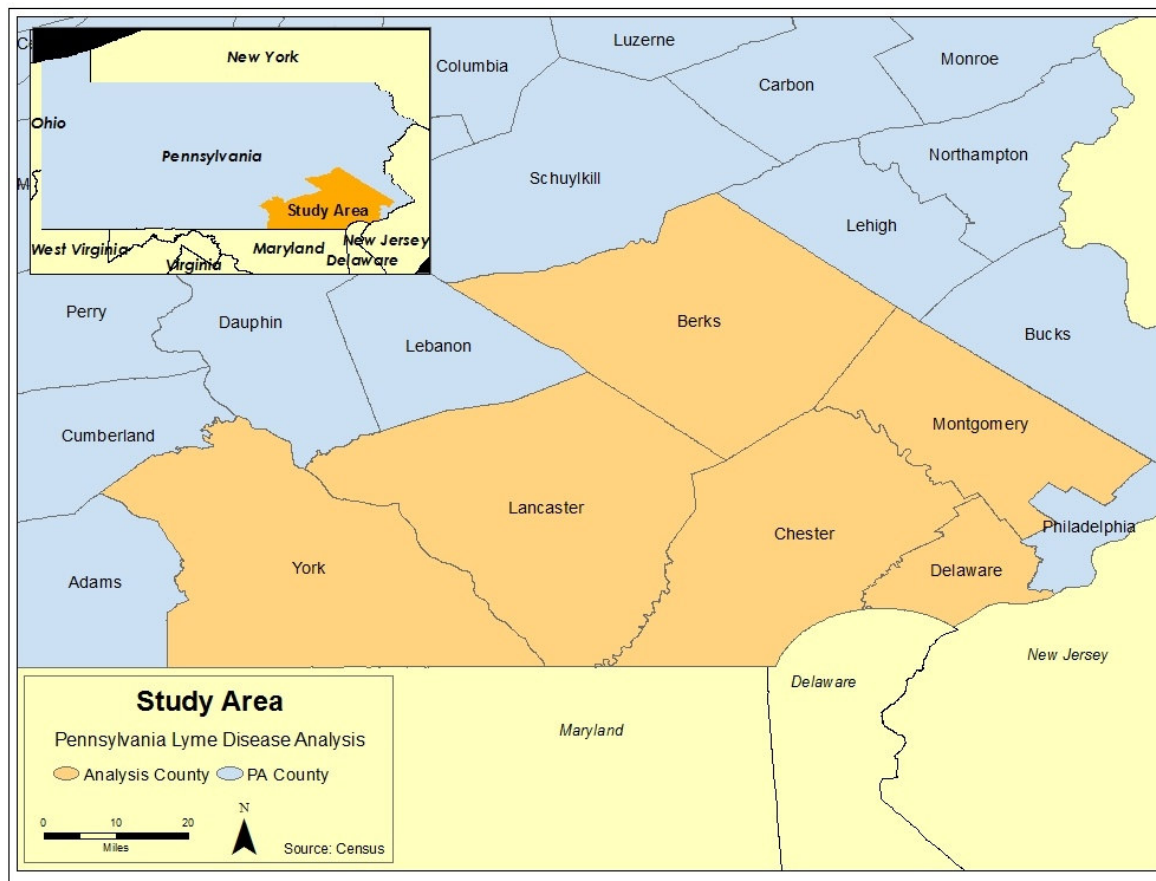 New York
Ohio
Pennsylvania
Study Area
West Virginia
Virginia
Maryland
New Jersey
Delaware
Luzerne
Columbia
Monroe
Carbon
Northampton
Schuylkill
Lehigh
Perry
Dauphin
Lebanon
Berks
Bucks
Cumberland
Montgomery
Lancaster
Chester
Philadelphia
Adams
York
Delaware
New Jersey
Delaware
Maryland
Study Area
Pennsylvania Lyme Disease Analysis
Analysis County PA County
0 10 20
Miles
N
Source: Census